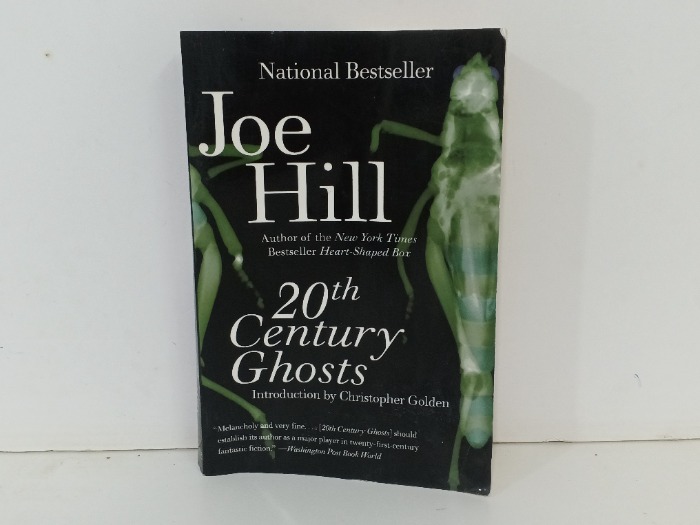 National Bestseller
Joe
Hill
Author of the New York Times
Bestseller Heart-Shaped Box
20th
Century
Ghosts
Introduction by Christopher Golden
“Melancholy and very fine. . . . [20th Century Ghosts] should
establish its author as a major player in twenty-first-century
fantastic fiction.” —Washington Post Book World